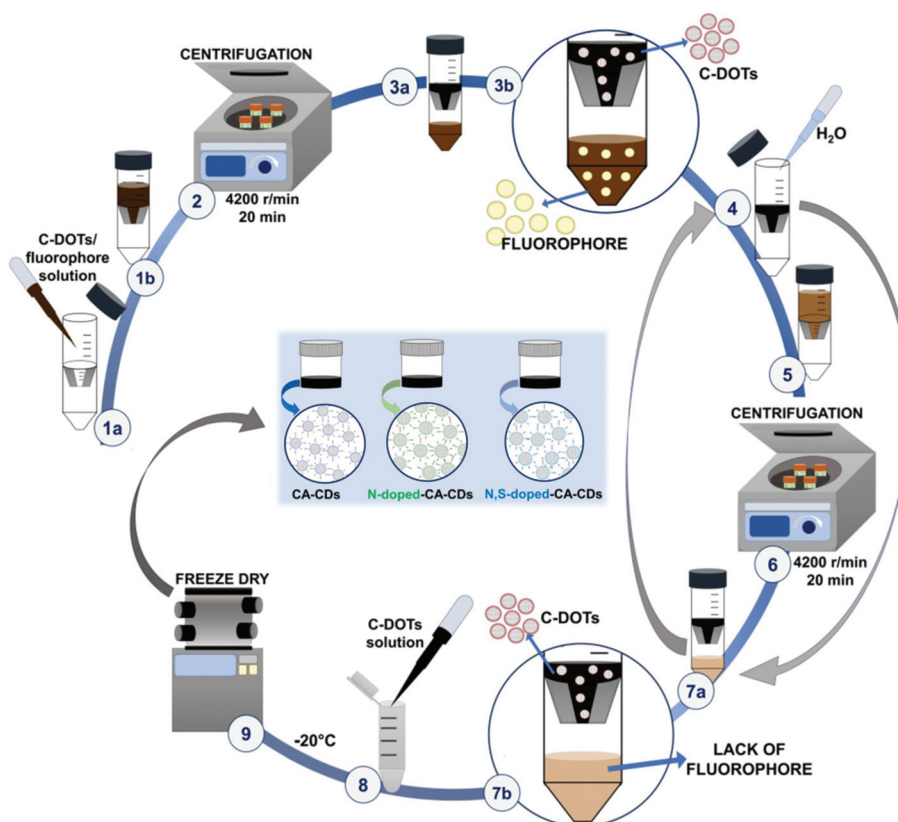 C-DOTs/
fluorophore
solution
1a
1b
2
CENTRIFUGATION
4200 r/min
20 min
3a
3b
C-DOTs
FLUOROPHORE
4
H₂O
5
CENTRIFUGATION
4200 r/min
20 min
6
7a
C-DOTs
LACK OF
FLUOROPHORE
7b
C-DOTs
solution
8
-20°C
9
FREEZE DRY
CA-CDs
N-doped-CA-CDs
N,S-doped-CA-CDs